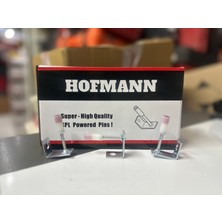 HOFMANN
Super - High Quality
PL Powered Pins !